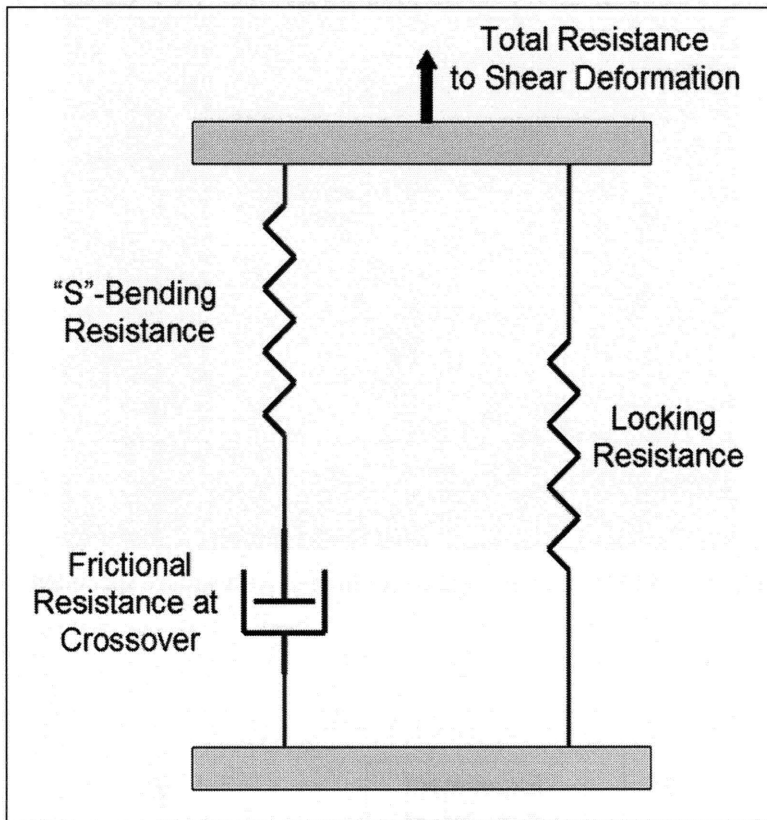 Total Resistance
to Shear Deformation
“S”-Bending
Resistance
Locking
Resistance
Frictional
Resistance at
Crossover